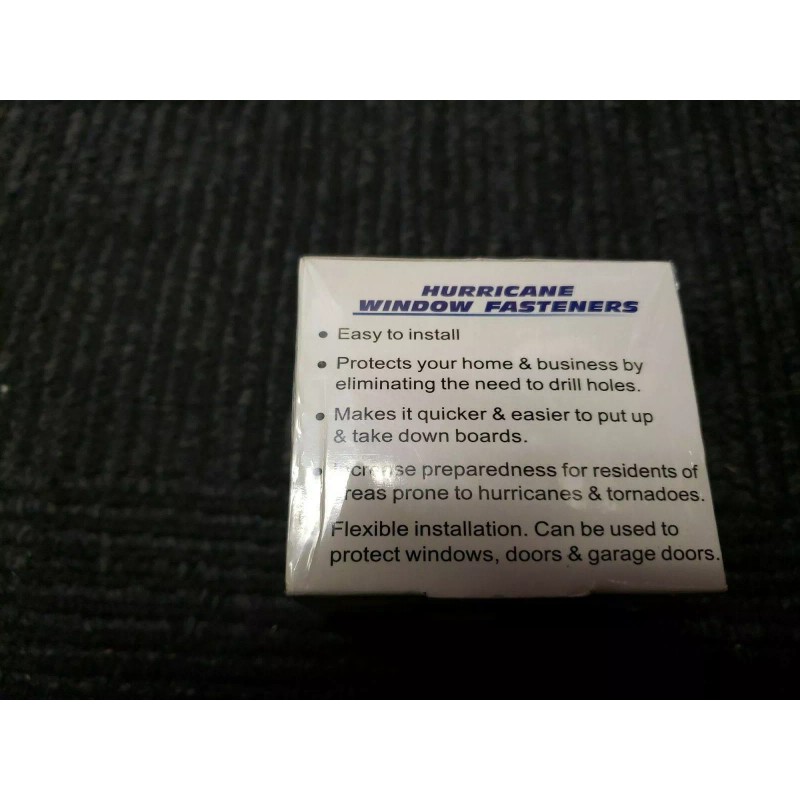 HURRICANE
WINDOW FASTENERS
• Easy to install
• Protects your home & business by
eliminating the need to drill holes.
• Makes it quicker & easier to put up
& take down boards.
• Increase preparedness for residents of
areas prone to hurricanes & tornadoes.
Flexible installation. Can be used to
protect windows, doors & garage doors.